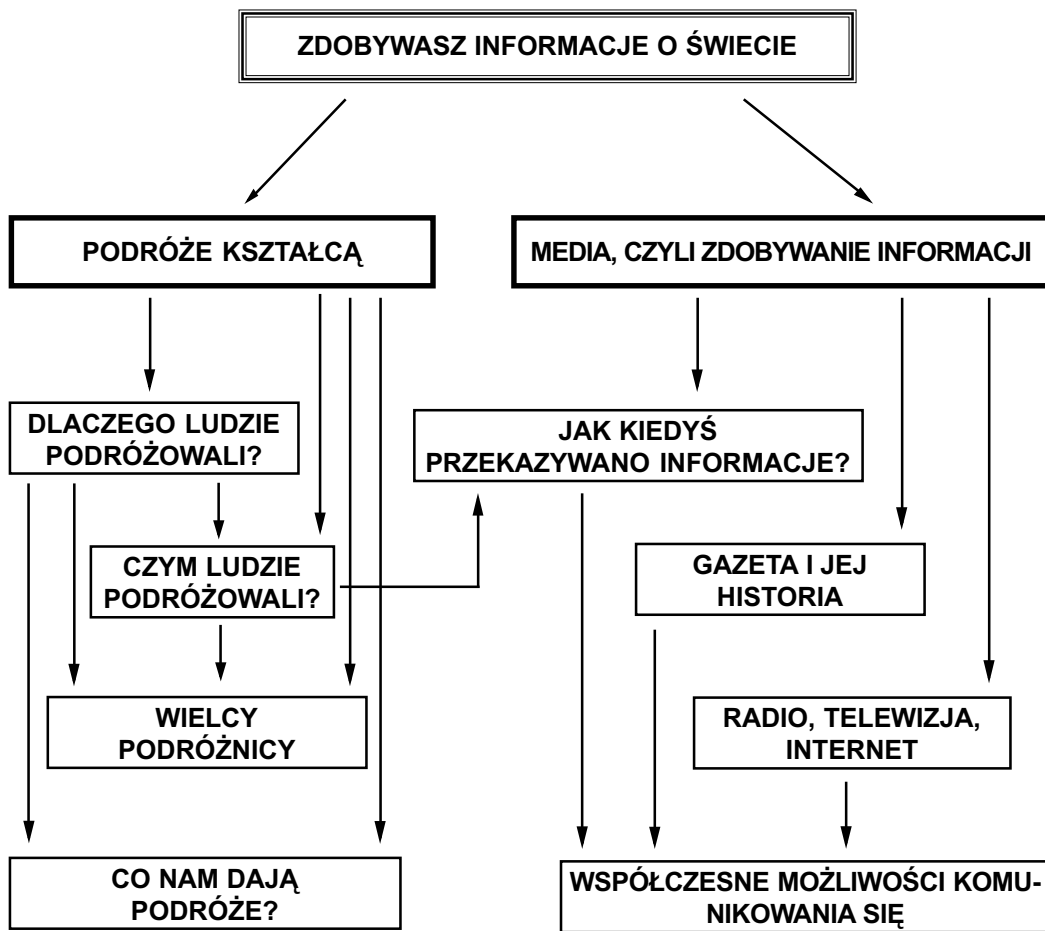 ZDOBYWASZ INFORMACJE O ŚWIECIE
PODRÓŻE KSZTAŁCĄ
MEDIA, CZYLI ZDOBYWANIE INFORMACJI
DLACZEGO LUDZIE
PODRÓŻOWALI?
JAK KIEDYŚ
PRZEKAZYWANO INFORMACJE?
CZYM LUDZIE
PODRÓŻOWALI?
GAZETA I JEJ
HISTORIA
WIELCY
PODRÓŻNICY
RADIO, TELEWIZJA,
INTERNET
CO NAM DAJĄ
PODRÓŻE?
WSPÓŁCZESNE MOŻLIWOŚCI KOMU-
NIKOWANIA SIĘ